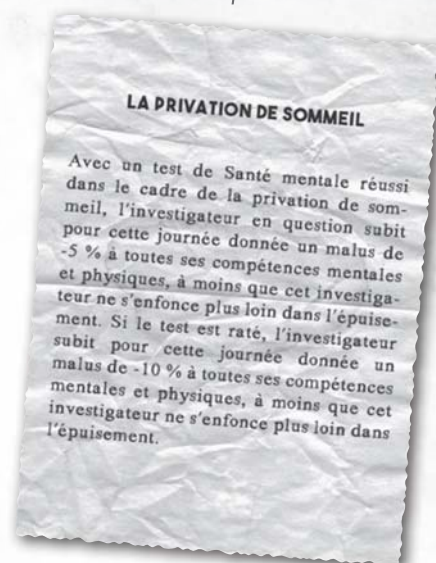 LA PRIVATION DE SOMMEIL
Avec un test de Santé mentale réussi
dans le cadre de la privation de som-
meil, l'investigateur en question subit
pour cette journée donnée un malus de
-5 % à toutes ses compétences mentales
et physiques, à moins que cet investiga-
teur ne s'enfonce plus loin dans l'épuise-
ment. Si le test est raté, l'investigateur
subit pour cette journée donnée un
malus de -10 % à toutes ses compétences
mentales et physiques, à moins que cet
investigateur ne s'enfonce plus loin dans
l'épuisement.